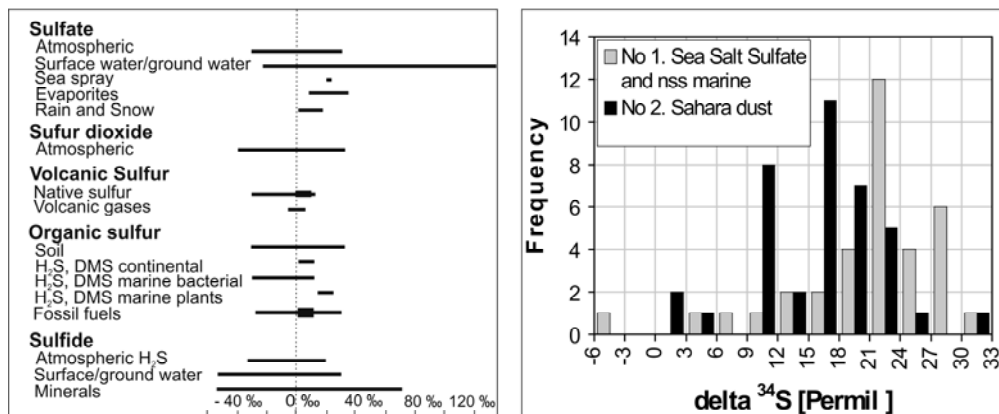 Sulfate
Atmospheric
Surface water/ground water
Sea spray
Evaporites
Rain and Snow
Sufur dioxide
Atmospheric
Volcanic Sulfur
Native sulfur
Volcanic gases
Organic sulfur
Soil
H₂S, DMS continental
H₂S, DMS marine bacterial
H₂S, DMS marine plants
Fossil fuels
Sulfide
Atmospheric H₂S
Surface/ground water
Minerals
- 40 ‰ 0 ‰ 40 ‰ 80 ‰ 120 ‰
No 1. Sea Salt Sulfate
and nss marine
No 2. Sahara dust
Frequency
14
12
10
8
6
4
2
0
-6 -3 0 3 6 9 12 15 18 21 24 27 30 33
delta ³⁴S [Permil]